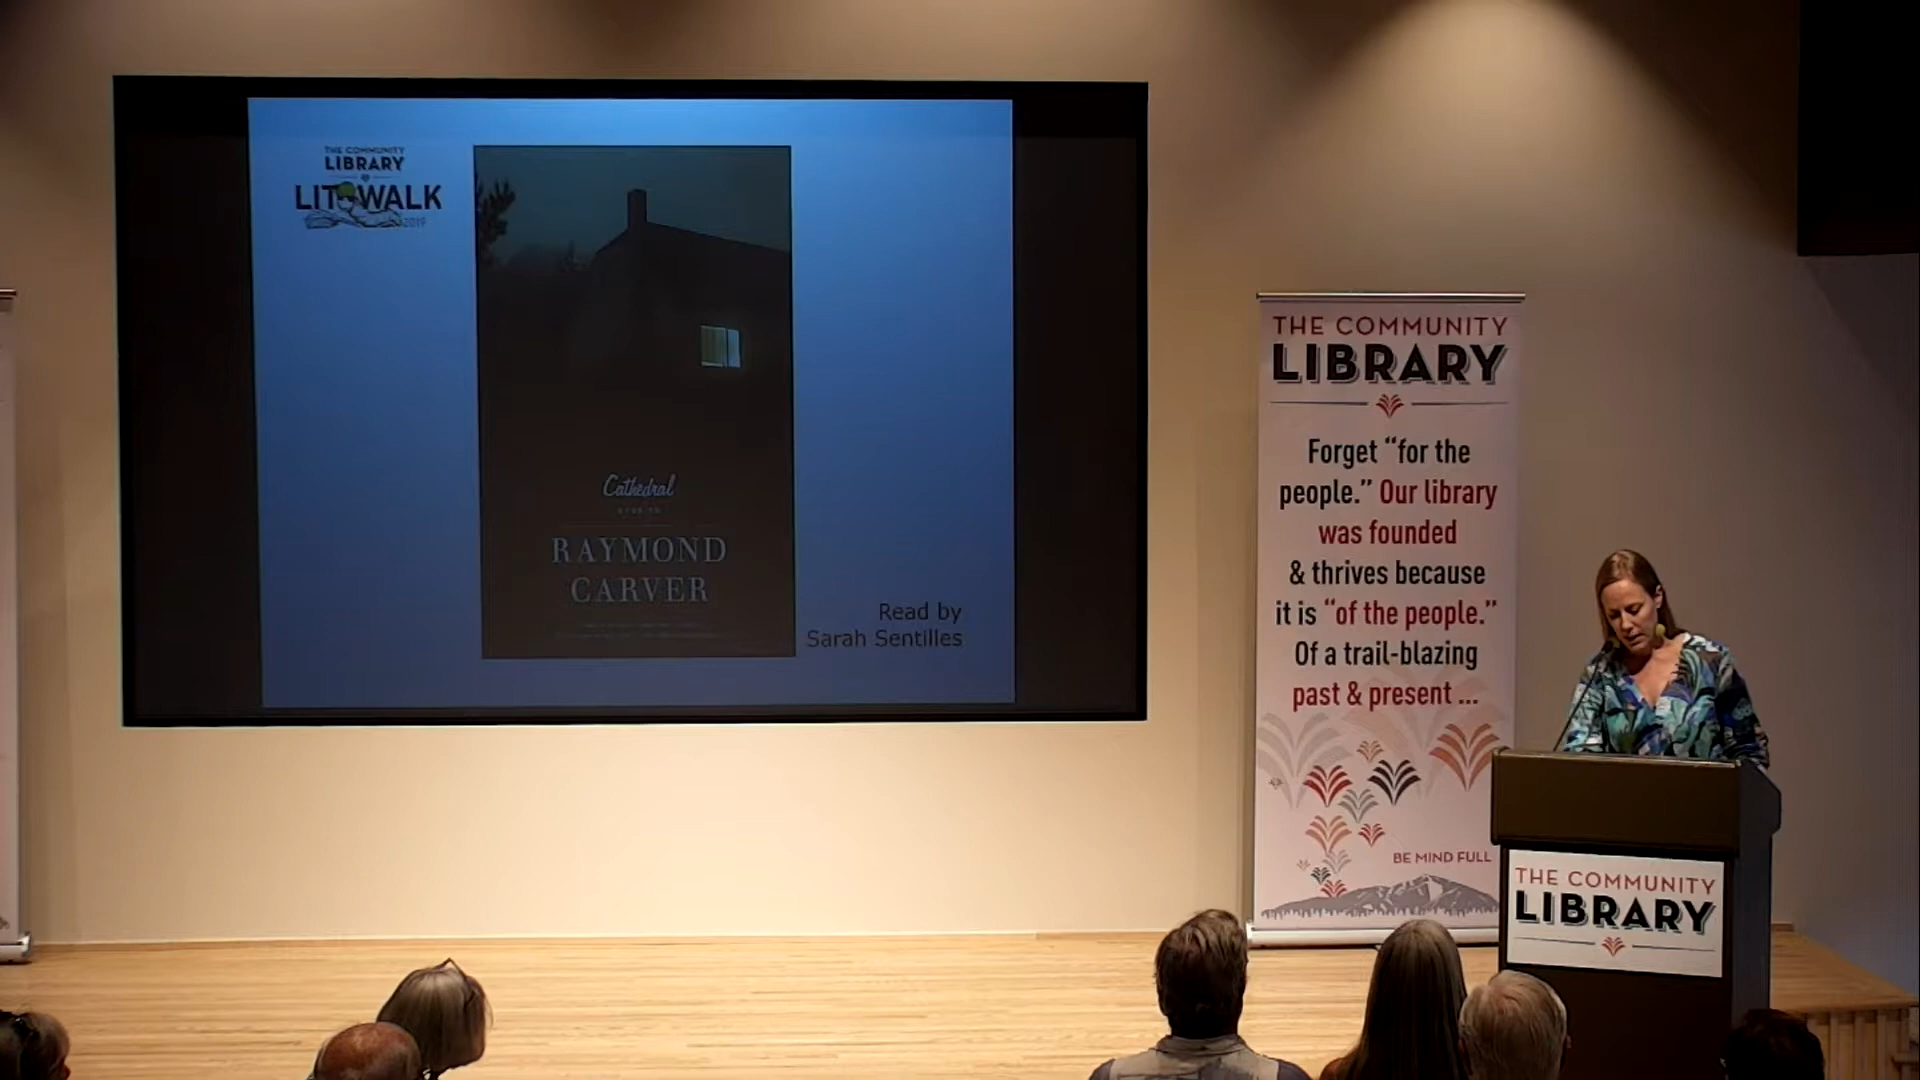 THE COMMUNITY
LIBRARY
LIT WALK
2019
Cathedral
RAYMOND
CARVER
Read by
Sarah Sentilles
THE COMMUNITY
LIBRARY
Forget “for the
people.” Our library
was founded
& thrives because
it is “of the people.”
Of a trail-blazing
past & present ...
BE MIND FULL
THE COMMUNITY
LIBRARY